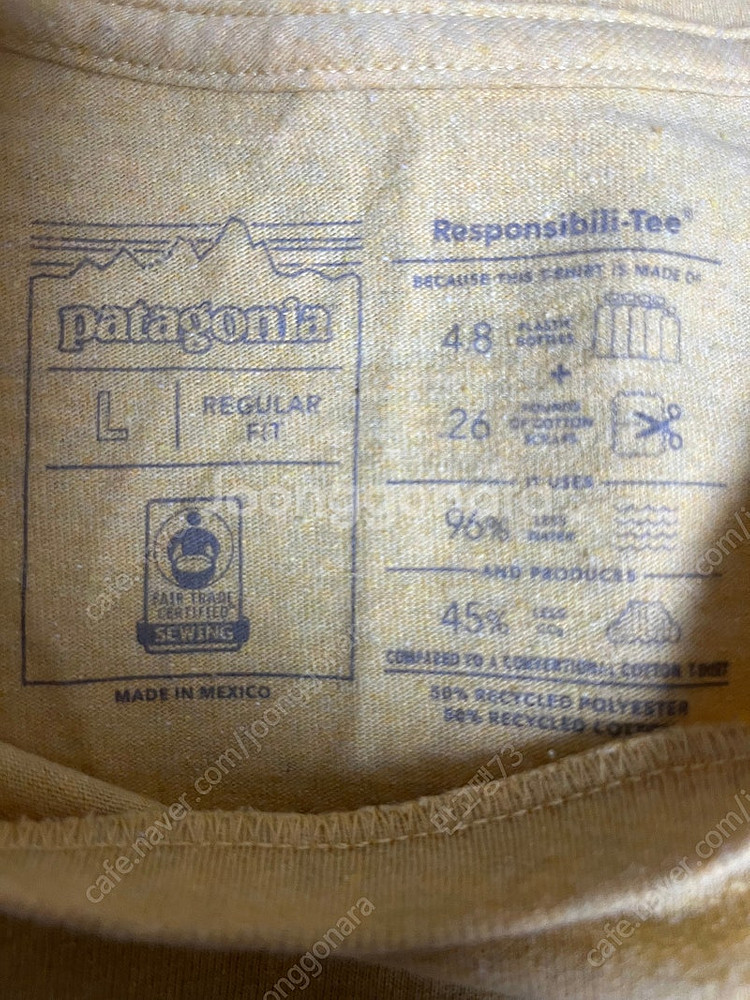 patagonia
L
REGULAR
FIT
FAIR TRADE
CERTIFIED
SEWING
MADE IN MEXICO
Responsibili-Tee®
BECAUSE THIS T-SHIRT IS MADE OF
4.8 PLASTIC
BOTTLES
+
.26 POUNDS
OF COTTON
SCRAPS
IT USES
96% LESS
WATER
AND PRODUCES
45% LESS
CO₂
COMPARED TO A CONVENTIONAL COTTON T-SHIRT
50% RECYCLED POLYESTER
50% RECYCLED
joonggonara
cafe.naver.com/joonggonara